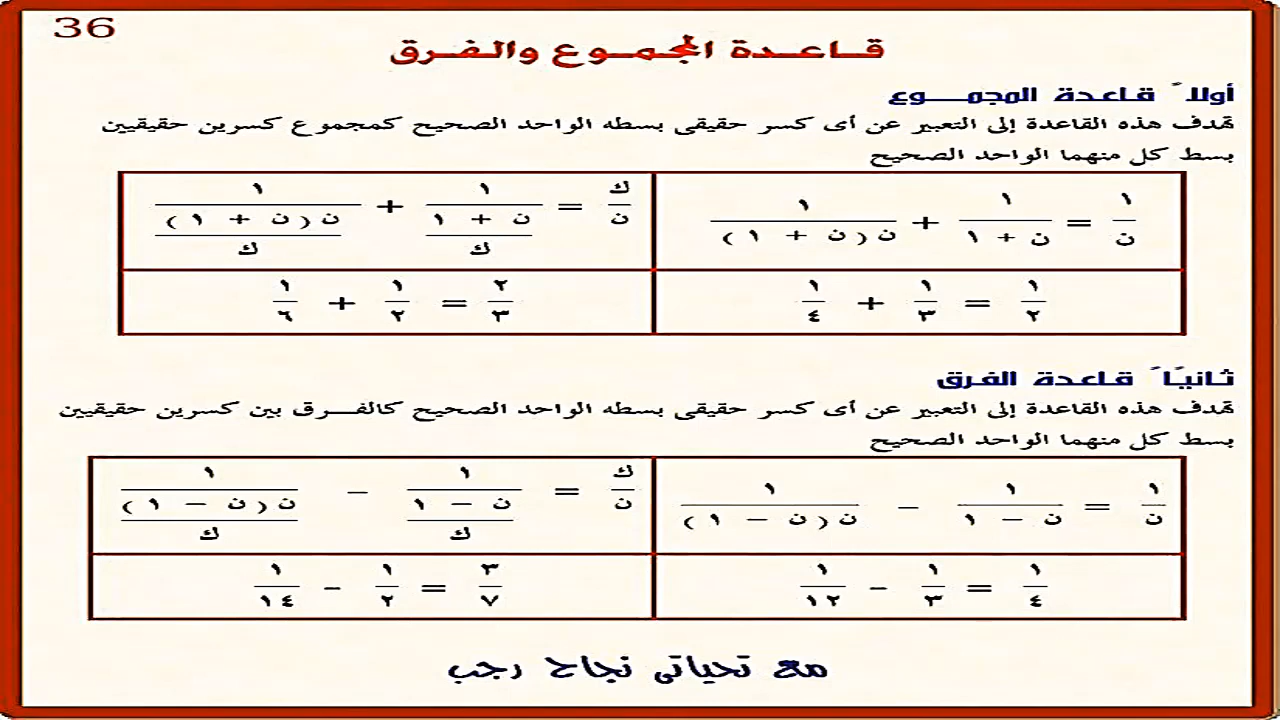 36
قاعدة المجموع والفرق
أولاً قاعدة المجموع
تهدف هذه القاعدة إلى التعبير عن أى كسر حقيقى بسطه الواحد الصحيح كمجموع كسرين حقيقيين
بسط كل منهما الواحد الصحيح
١/ن = ١/(ن + ١) + ١/(ن(ن + ١))
ك/ن = ١/((ن + ١)/ك) + ١/((ن(ن + ١))/ك)
١/٢ = ١/٣ + ١/٤
٢/٣ = ١/٢ + ١/٦
ثانيًاً قاعدة الفرق
تهدف هذه القاعدة إلى التعبير عن أى كسر حقيقى بسطه الواحد الصحيح كالفرق بين كسرين حقيقيين
بسط كل منهما الواحد الصحيح
١/ن = ١/(ن − ١) − ١/(ن(ن − ١))
ك/ن = ١/((ن − ١)/ك) − ١/((ن(ن − ١))/ك)
١/٤ = ١/٣ − ١/١٢
٣/٧ = ١/٢ − ١/١٤
مع تحياتى نجاح رجب